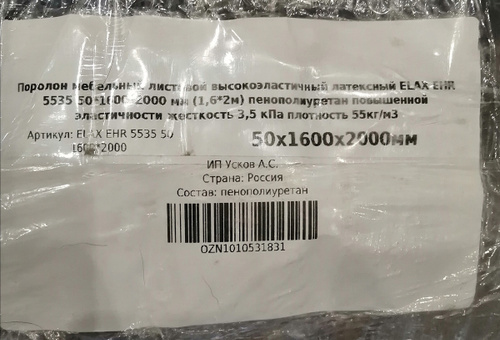 Поролон мебельный листовой высокоэластичный латексный ELAX EHR
5535 50*1600*2000 мм (1,6*2м) пенополиуретан повышенной
эластичности жесткость 3,5 кПа плотность 55кг/м3
Артикул: ELAX EHR 5535 50
1600*2000
50х1600х2000мм
ИП Усков А.С.
Страна: Россия
Состав: пенополиуретан
OZN1010531831